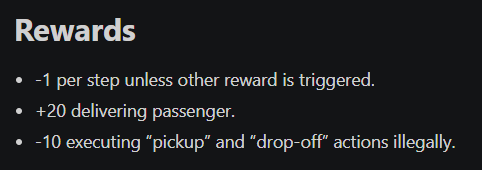 Rewards
• -1 per step unless other reward is triggered.
• +20 delivering passenger.
• -10 executing “pickup” and “drop-off” actions illegally.